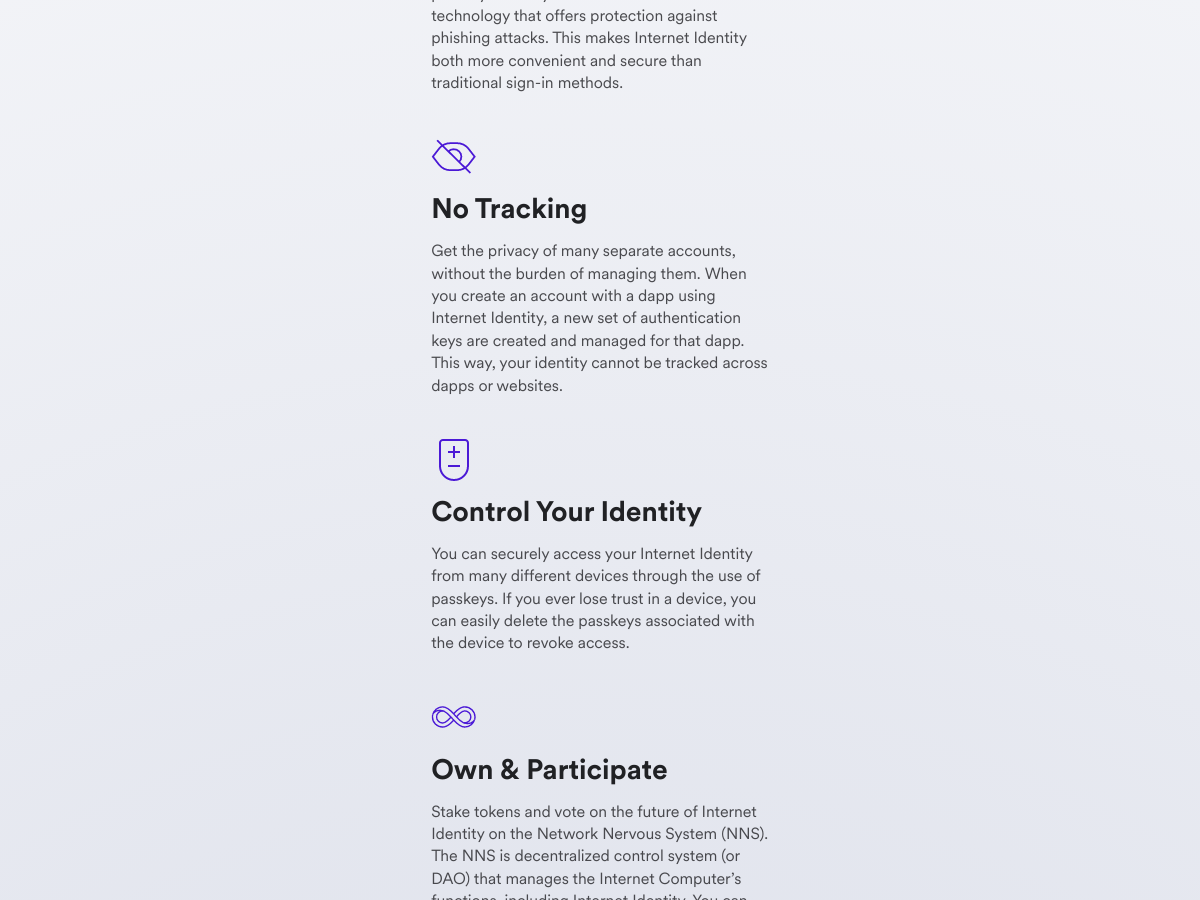 technology that offers protection against
phishing attacks. This makes Internet Identity
both more convenient and secure than
traditional sign-in methods.
No Tracking
Get the privacy of many separate accounts,
without the burden of managing them. When
you create an account with a dapp using
Internet Identity, a new set of authentication
keys are created and managed for that dapp.
This way, your identity cannot be tracked across
dapps or websites.
Control Your Identity
You can securely access your Internet Identity
from many different devices through the use of
passkeys. If you ever lose trust in a device, you
can easily delete the passkeys associated with
the device to revoke access.
Own & Participate
Stake tokens and vote on the future of Internet
Identity on the Network Nervous System (NNS).
The NNS is decentralized control system (or
DAO) that manages the Internet Computer’s
functions, including Internet Identity. You can